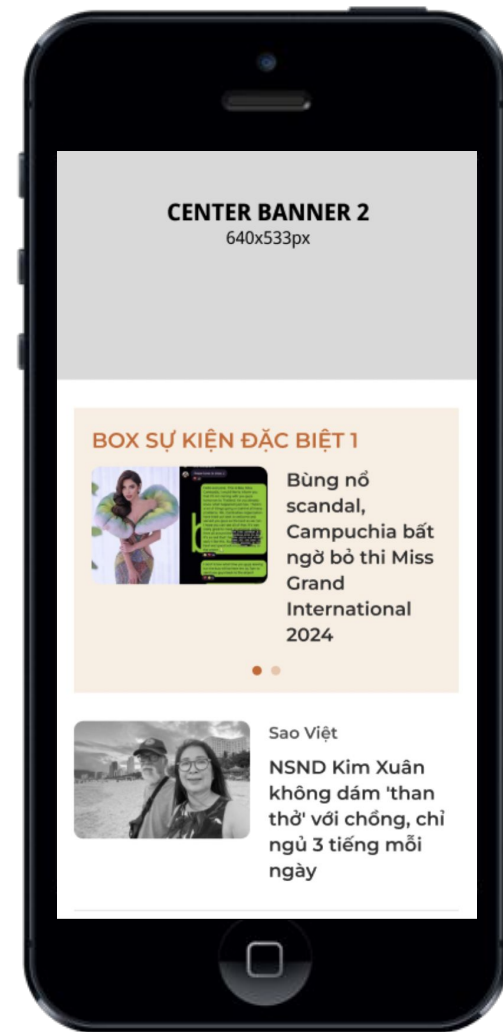 CENTER BANNER 2
640x533px
BOX SỰ KIỆN ĐẶC BIỆT 1
Bùng nổ
scandal,
Campuchia bất
ngờ bỏ thi Miss
Grand
International
2024
Sao Việt
NSND Kim Xuân
không dám 'than
thở' với chồng, chỉ
ngủ 3 tiếng mỗi
ngày